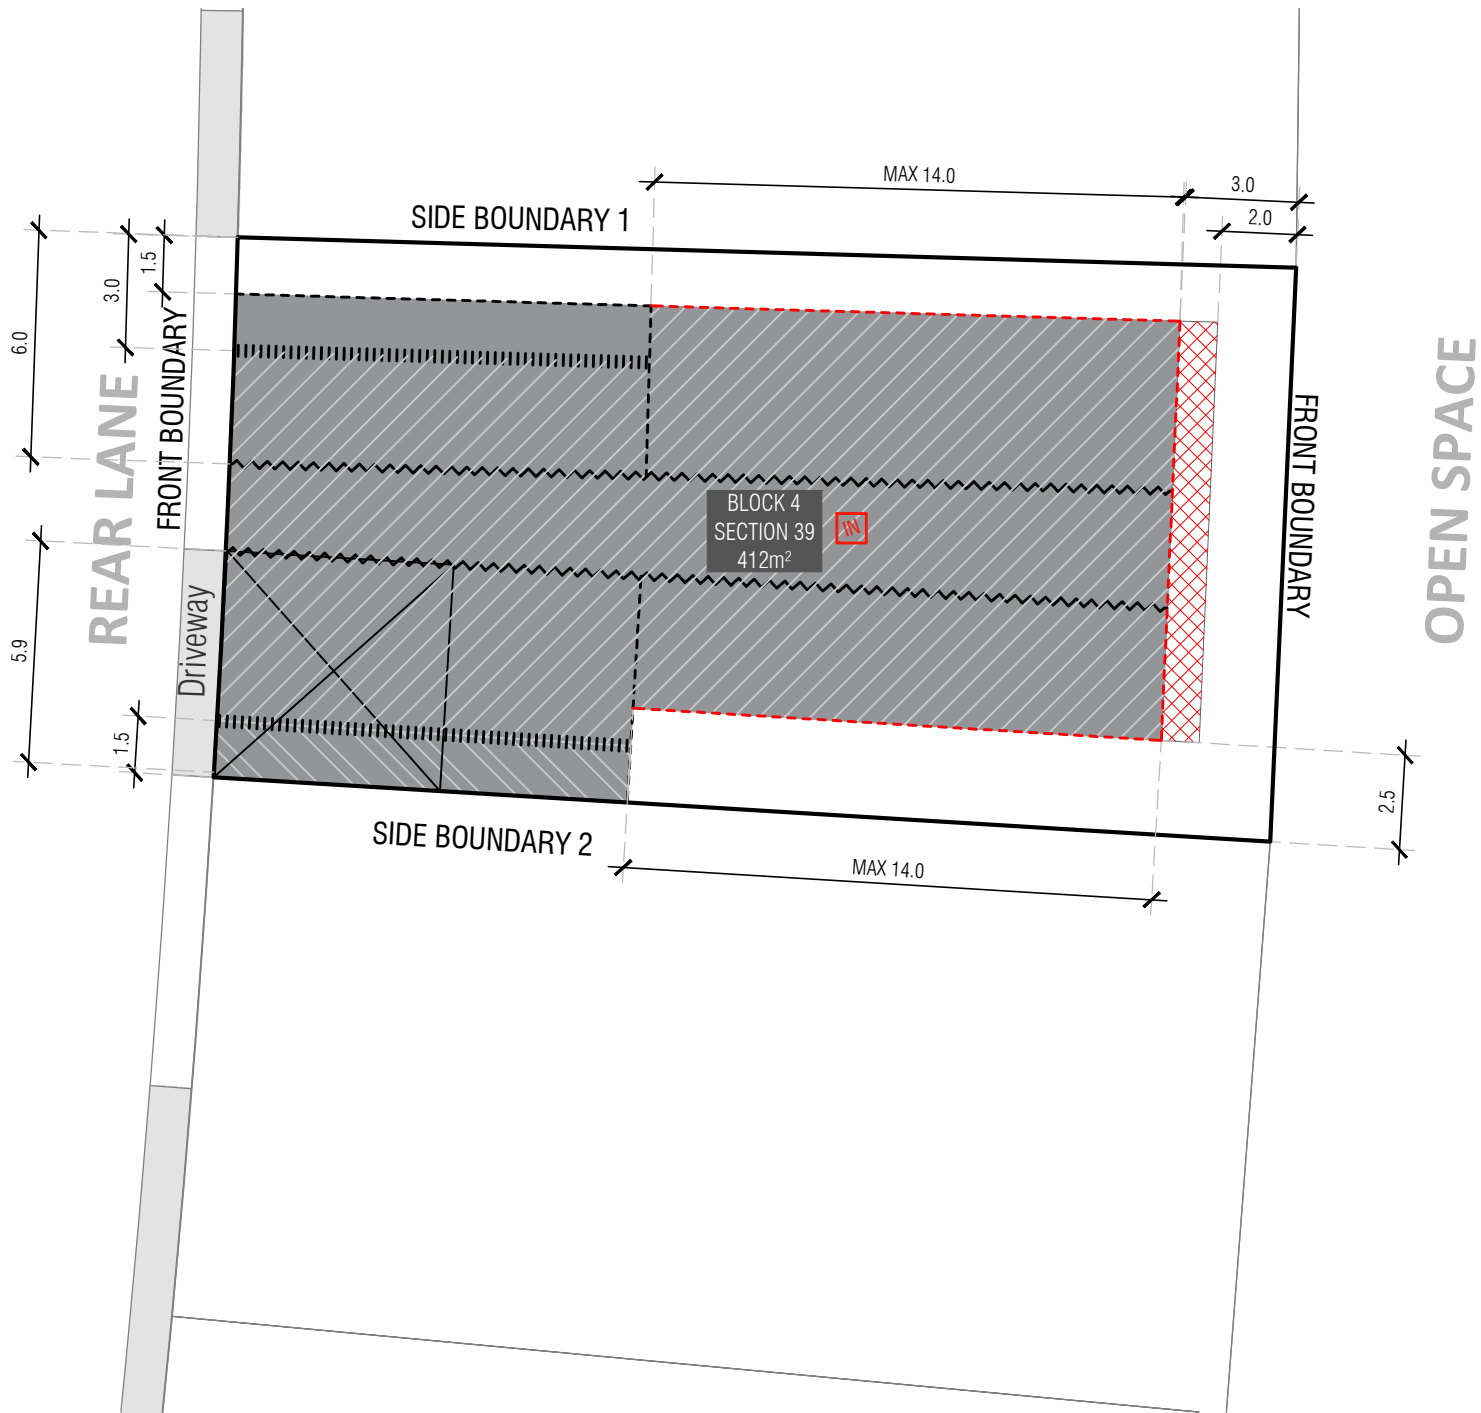 MAX 14.0
3.0
2.0
SIDE BOUNDARY 1
1.5
3.0
6.0
FRONT BOUNDARY
REAR LANE
OPEN SPACE
FRONT BOUNDARY
BLOCK 4
SECTION 39
412m²
IN
Driveway
5.9
1.5
2.5
SIDE BOUNDARY 2
MAX 14.0